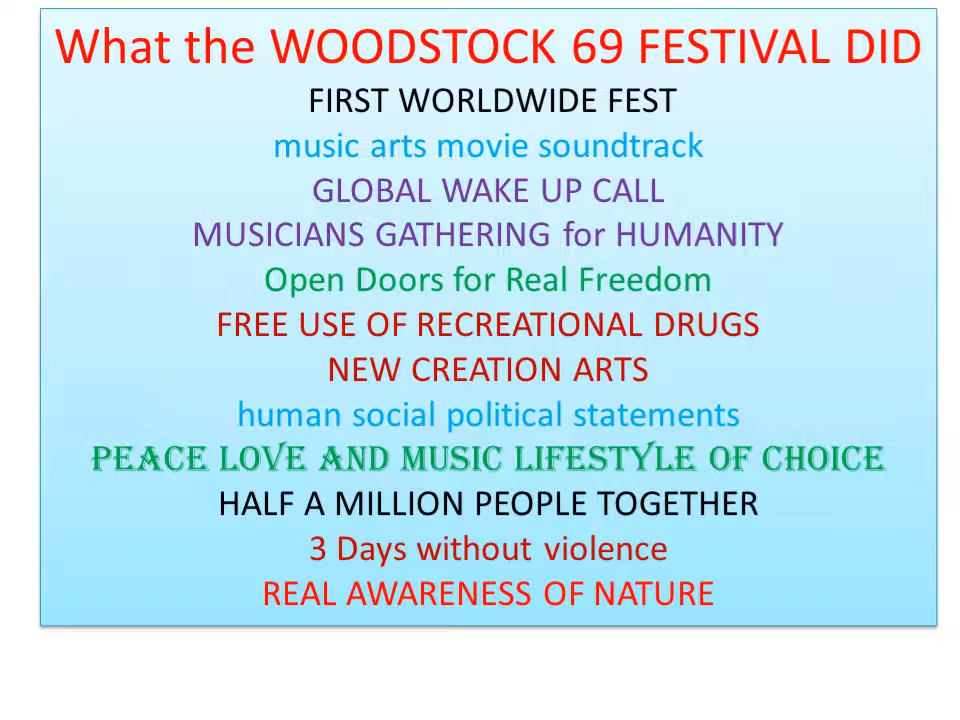 What the WOODSTOCK 69 FESTIVAL DID
FIRST WORLDWIDE FEST
music arts movie soundtrack
GLOBAL WAKE UP CALL
MUSICIANS GATHERING for HUMANITY
Open Doors for Real Freedom
FREE USE OF RECREATIONAL DRUGS
NEW CREATION ARTS
human social political statements
PEACE LOVE AND MUSIC LIFESTYLE OF CHOICE
HALF A MILLION PEOPLE TOGETHER
3 Days without violence
REAL AWARENESS OF NATURE